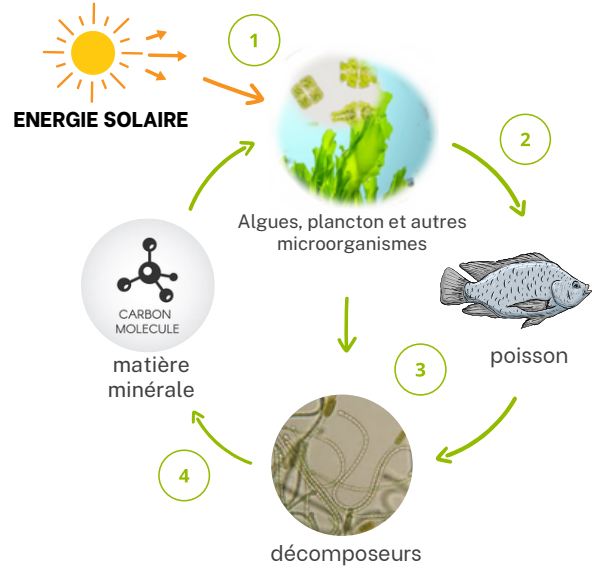 1
ENERGIE SOLAIRE
2
Algues, plancton et autres
microorganismes
CARBON
MOLECULE
matière
minérale
poisson
3
4
décomposeurs